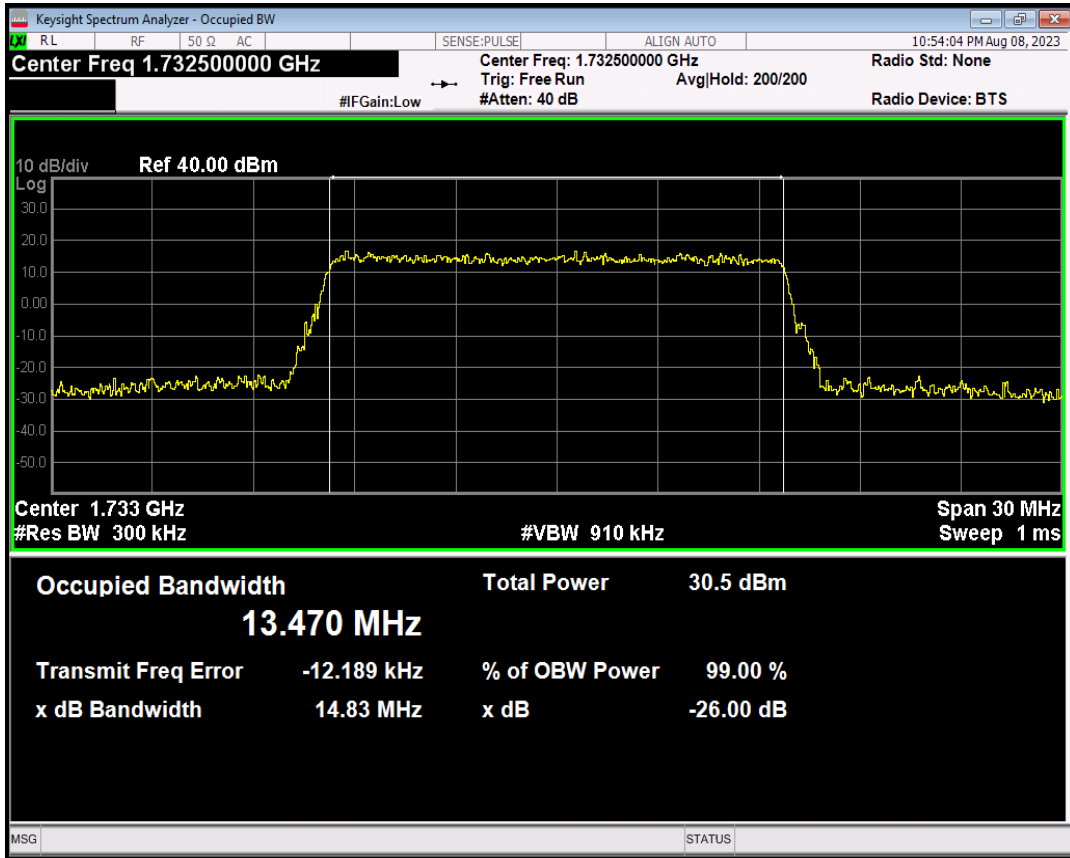 Keysight Spectrum Analyzer - Occupied BW
LXI RL RF 50 Ω AC SENSE:PULSE ALIGN AUTO 10:54:04 PM Aug 08, 2023
Center Freq 1.732500000 GHz
Center Freq: 1.732500000 GHz
Radio Std: None
Trig: Free Run Avg|Hold: 200/200
#IFGain:Low #Atten: 40 dB Radio Device: BTS
10 dB/div Ref 40.00 dBm
Log
30.0
20.0
10.0
0.00
-10.0
-20.0
-30.0
-40.0
-50.0
Center 1.733 GHz Span 30 MHz
#Res BW 300 kHz #VBW 910 kHz Sweep 1 ms
Occupied Bandwidth Total Power 30.5 dBm
13.470 MHz
Transmit Freq Error -12.189 kHz % of OBW Power 99.00 %
x dB Bandwidth 14.83 MHz x dB -26.00 dB
MSG STATUS